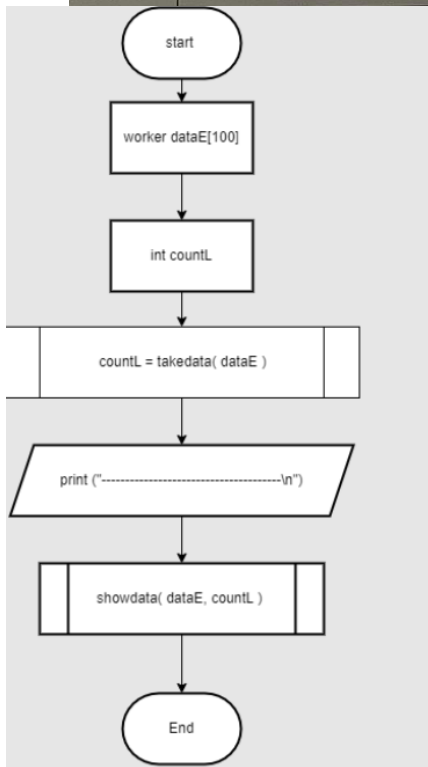 start
worker dataE[100]
int countL
countL = takedata( dataE )
print ("---------------------------------------\n")
showdata( dataE, countL )
End